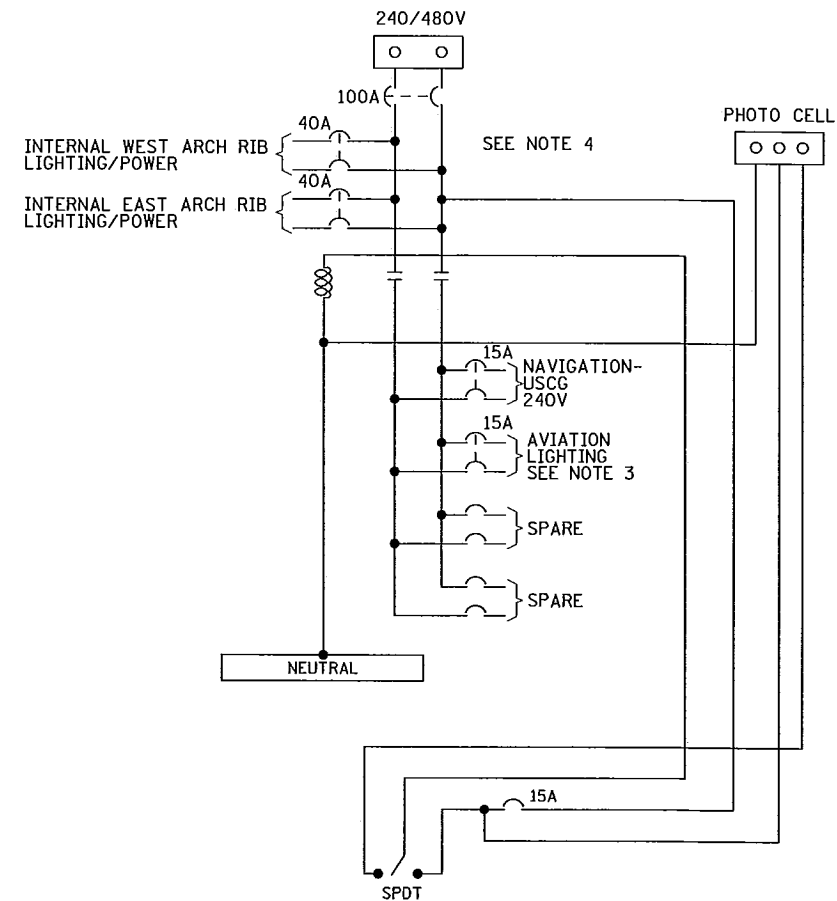 240/480V
100A
PHOTO CELL
40A
INTERNAL WEST ARCH RIB
LIGHTING/POWER
SEE NOTE 4
40A
INTERNAL EAST ARCH RIB
LIGHTING/POWER
15A
NAVIGATION-
USCG
240V
15A
AVIATION
LIGHTING
SEE NOTE 3
SPARE
SPARE
NEUTRAL
15A
SPDT